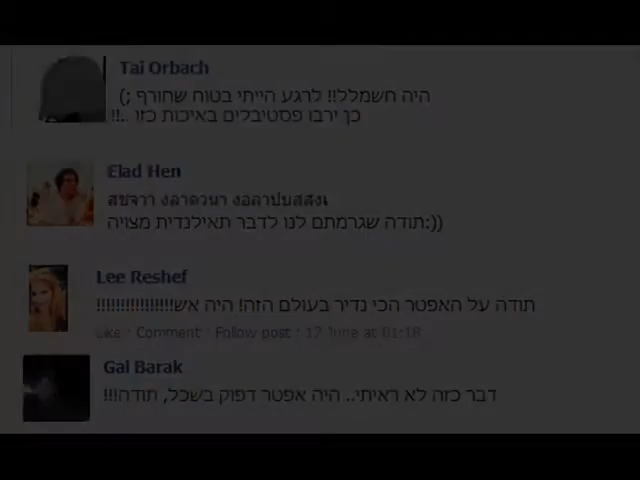 Tai Orbach
היה חשמלל!! לרגע הייתי בטוח שחורף ;)
כן ירבו פסטיבלים באיכות כזו ..!!
Elad Hen
תודה שגרמתם לנו לדבר תאילנדית מצויה:))
Lee Reshef
תודה על האפטר הכי נדיר בעולם הזה! היה אש!!!!!!!!!!!!!!!!
Like · Comment · Follow post · 17 June at 01:18
Gal Barak
דבר כזה לא ראיתי.. היה אפטר דפוק בשכל, תודה!!!